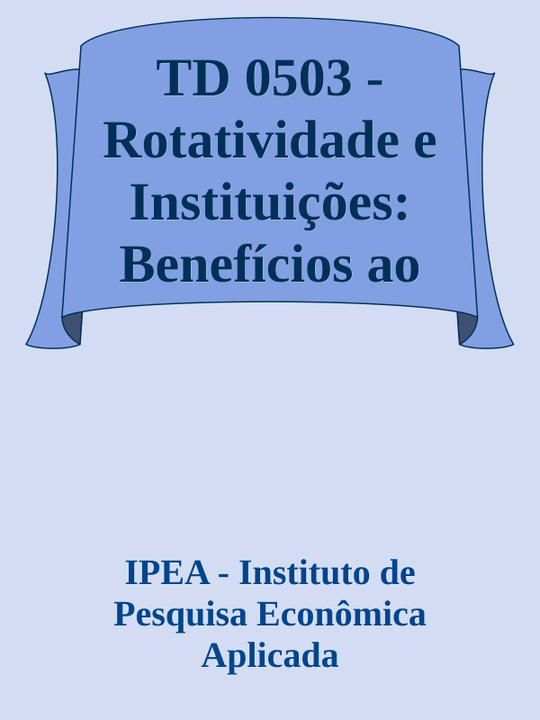 TD 0503 -
Rotatividade e
Instituições:
Benefícios ao
IPEA - Instituto de
Pesquisa Econômica
Aplicada